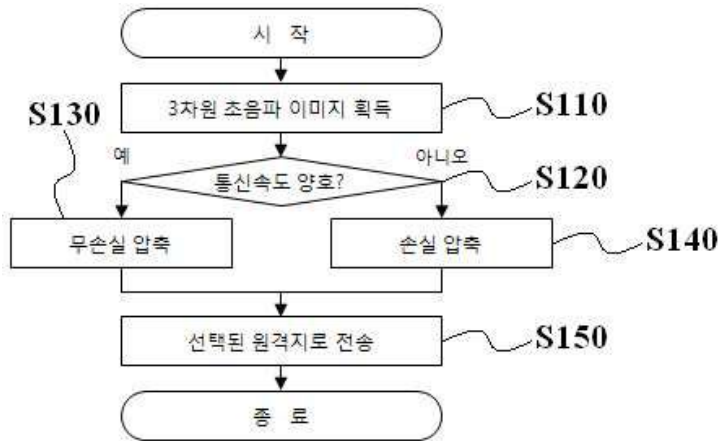 시 작
3차원 초음파 이미지 획득
S110
S130
예
아니오
통신속도 양호?
S120
무손실 압축
손실 압축
S140
선택된 원격지로 전송
S150
종 료